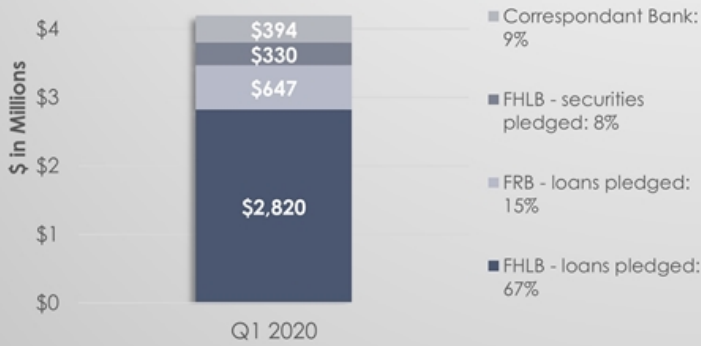 $ in Millions
$4
$3
$2
$1
$0
$394
$330
$647
$2,820
Q1 2020
Correspondant Bank:
9%
FHLB - securities
pledged: 8%
FRB - loans pledged:
15%
FHLB - loans pledged:
67%